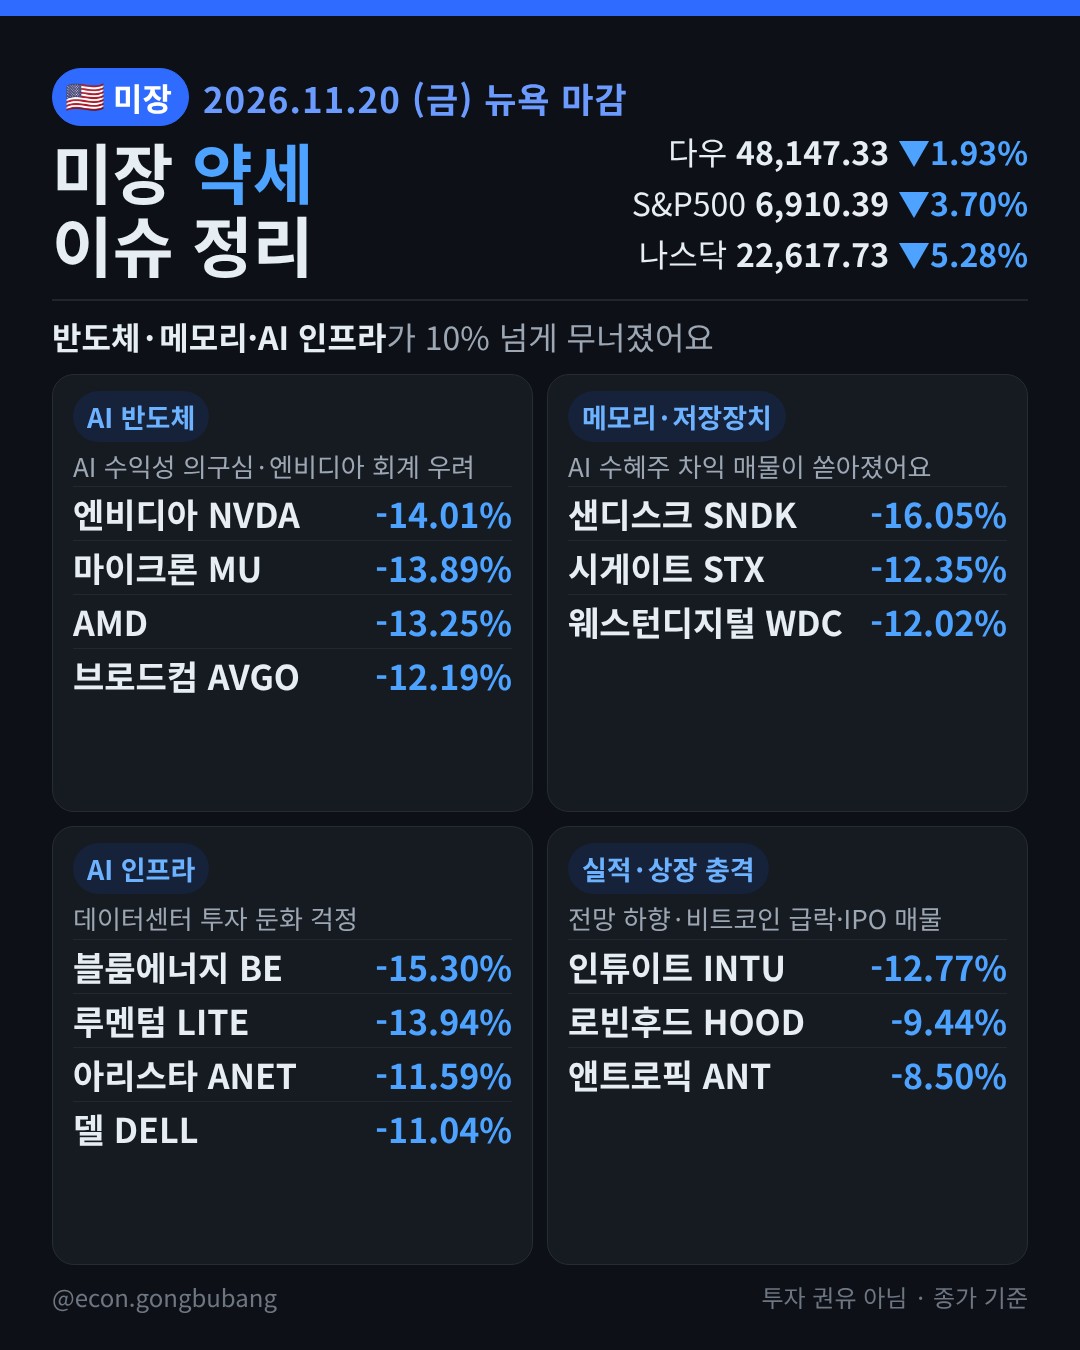 미장 2026.11.20 (금) 뉴욕 마감
미장 약세
이슈 정리
다우 48,147.33 ▼1.93%
S&P500 6,910.39 ▼3.70%
나스닥 22,617.73 ▼5.28%
반도체·메모리·AI 인프라가 10% 넘게 무너졌어요
AI 반도체
AI 수익성 의구심·엔비디아 회계 우려
엔비디아 NVDA -14.01%
마이크론 MU -13.89%
AMD -13.25%
브로드컴 AVGO -12.19%
메모리·저장장치
AI 수혜주 차익 매물이 쏟아졌어요
샌디스크 SNDK -16.05%
시게이트 STX -12.35%
웨스턴디지털 WDC -12.02%
AI 인프라
데이터센터 투자 둔화 걱정
블룸에너지 BE -15.30%
루멘텀 LITE -13.94%
아리스타 ANET -11.59%
델 DELL -11.04%
실적·상장 충격
전망 하향·비트코인 급락·IPO 매물
인튜이트 INTU -12.77%
로빈후드 HOOD -9.44%
앤트로픽 ANT -8.50%
@econ.gongbubang
투자 권유 아님 · 종가 기준